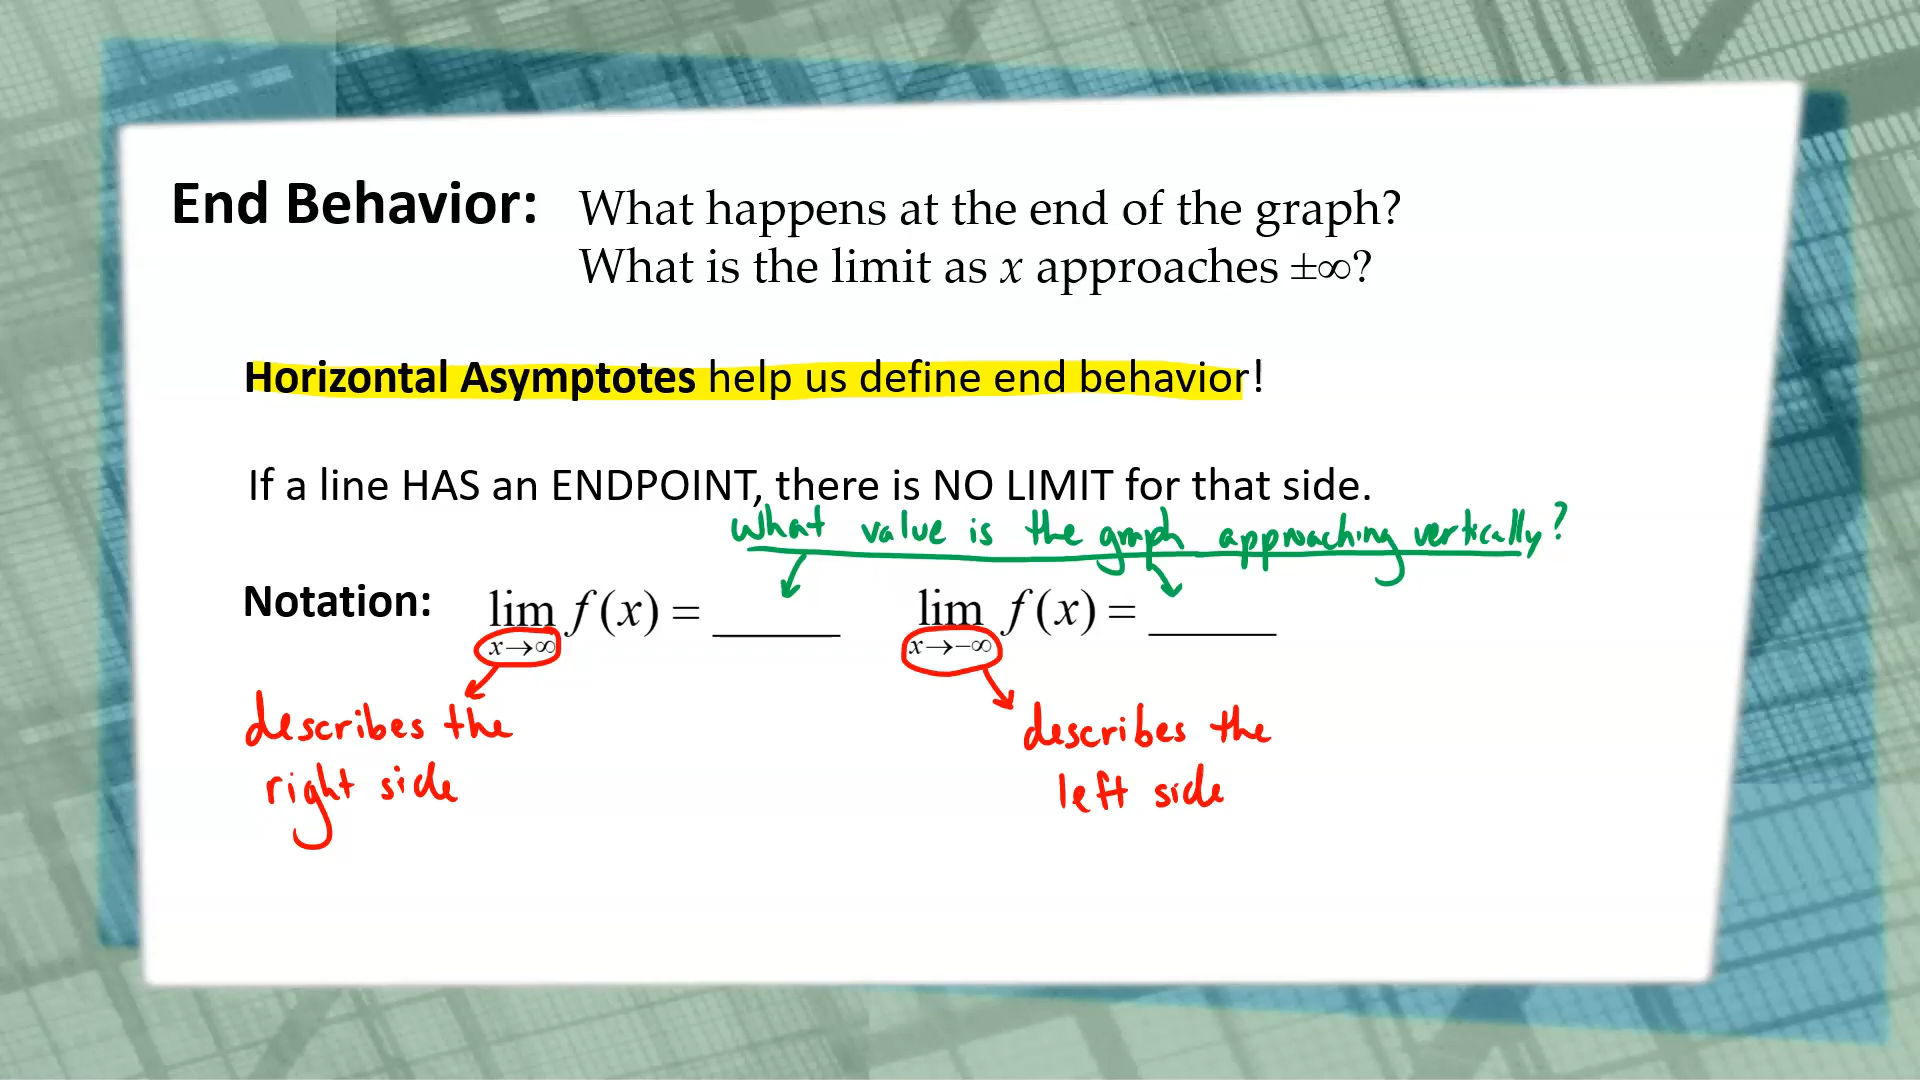 End Behavior: What happens at the end of the graph?
What is the limit as x approaches ±∞?
Horizontal Asymptotes help us define end behavior!
If a line HAS an ENDPOINT, there is NO LIMIT for that side.
what value is the graph approaching vertically?
Notation: lim f(x) = _____ lim f(x) = _____
x→∞ x→−∞
describes the describes the
right side left side